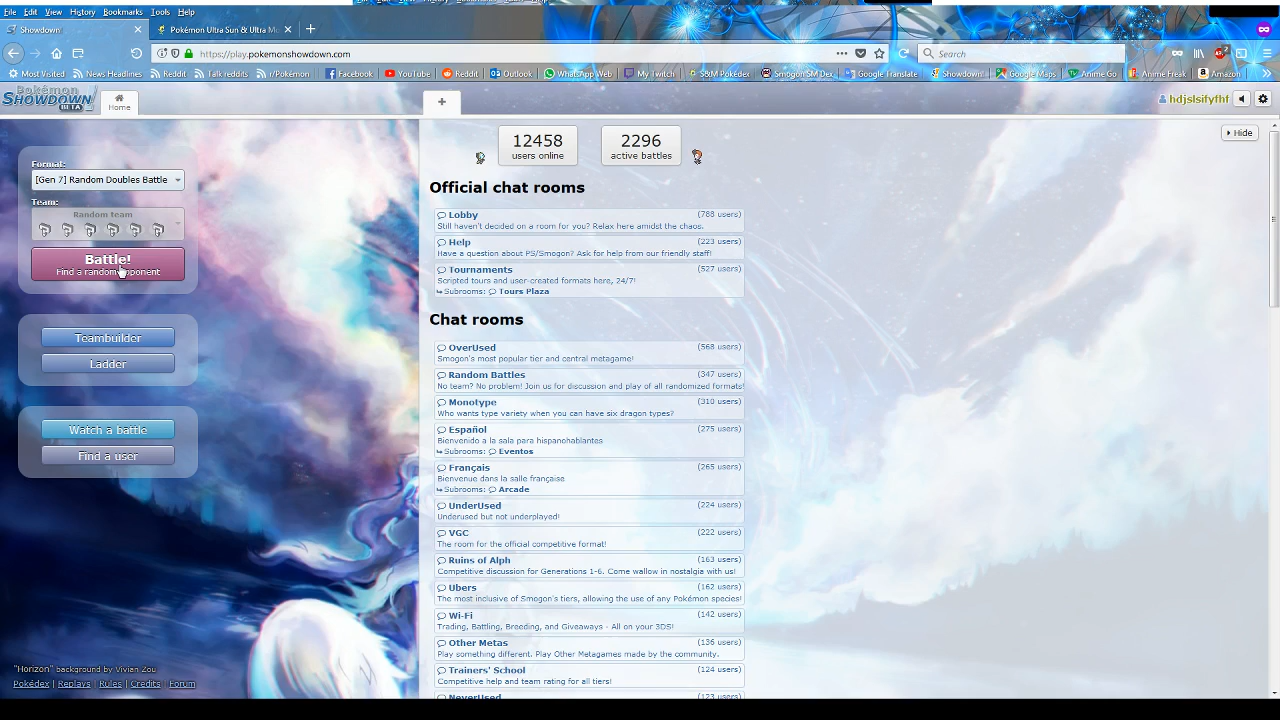 File Edit View History Bookmarks Tools Help
Showdown!
Pokémon Ultra Sun & Ultra M
https://play.pokemonshowdown.com
Search
2
Most Visited
News Headlines
Reddit
Talk reddits
r/Pokémon
Facebook
YouTube
Reddit
Outlook
WhatsApp Web
My Twitch
S&M Pokédex
Smogon SM Dex
Google Translate
Showdown!
Google Maps
Anime Go
Anime Freak
Amazon
Pokémon
Showdown
BETA
Home
hdjslsifyfhf
Format:
[Gen 7] Random Doubles Battle
Team:
Random team
Battle!
Find a random opponent
Teambuilder
Ladder
Watch a battle
Find a user
"Horizon" background by Vivian Zou
Pokédex | Replays | Rules | Credits | Forum
12458
users online
2296
active battles
Hide
Official chat rooms
Lobby (788 users)
Still haven't decided on a room for you? Relax here amidst the chaos.
Help (223 users)
Have a question about PS/Smogon? Ask for help from our friendly staff!
Tournaments (527 users)
Scripted tours and user-created formats here, 24/7!
Subrooms: Tours Plaza
Chat rooms
OverUsed (568 users)
Smogon's most popular tier and central metagame!
Random Battles (347 users)
No team? No problem! Join us for discussion and play of all randomized formats!
Monotype (310 users)
Who wants type variety when you can have six dragon types?
Español (275 users)
Bienvenido a la sala para hispanohablantes
Subrooms: Eventos
Français (265 users)
Bienvenue dans la salle française
Subrooms: Arcade
UnderUsed (224 users)
Underused but not underplayed!
VGC (222 users)
The room for the official competitive format!
Ruins of Alph (163 users)
Competitive discussion for Generations 1-6. Come wallow in nostalgia with us!
Ubers (162 users)
The most inclusive of Smogon's tiers, allowing the use of any Pokémon species!
Wi-Fi (142 users)
Trading, Battling, Breeding, and Giveaways - All on your 3DS!
Other Metas (136 users)
Play something different. Play Other Metagames made by the community.
Trainers' School (124 users)
Competitive help and team rating for all tiers!
NeverUsed (123 users)